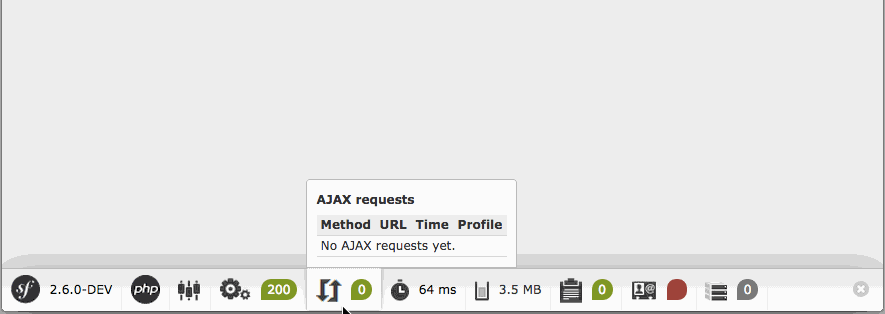 AJAX requests
Method URL Time Profile
No AJAX requests yet.
sf 2.6.0-DEV php 200 0 64 ms 3.5 MB 0 0